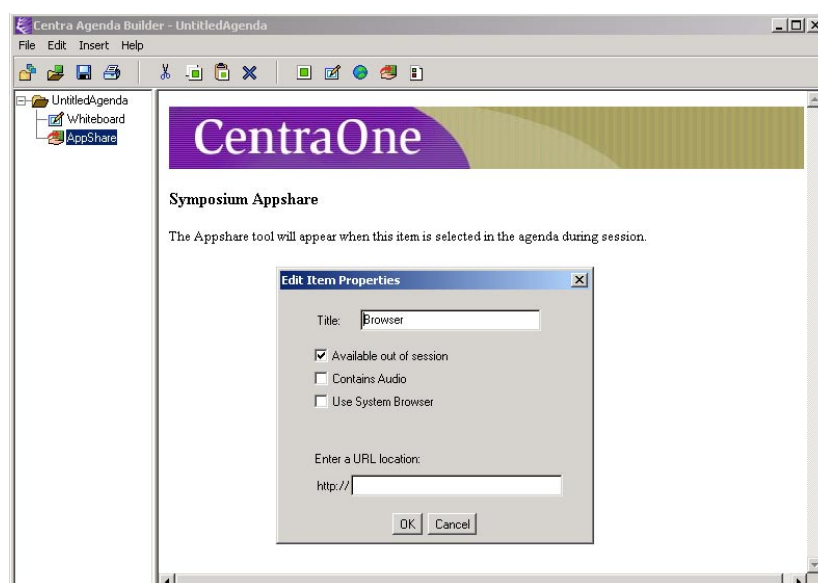 Centra Agenda Builder - UntitledAgenda
File Edit Insert Help
UntitledAgenda
Whiteboard
AppShare
CentraOne
Symposium Appshare
The Appshare tool will appear when this item is selected in the agenda during session.
Edit Item Properties
Title: Browser
Available out of session
Contains Audio
Use System Browser
Enter a URL location:
http://
OK Cancel